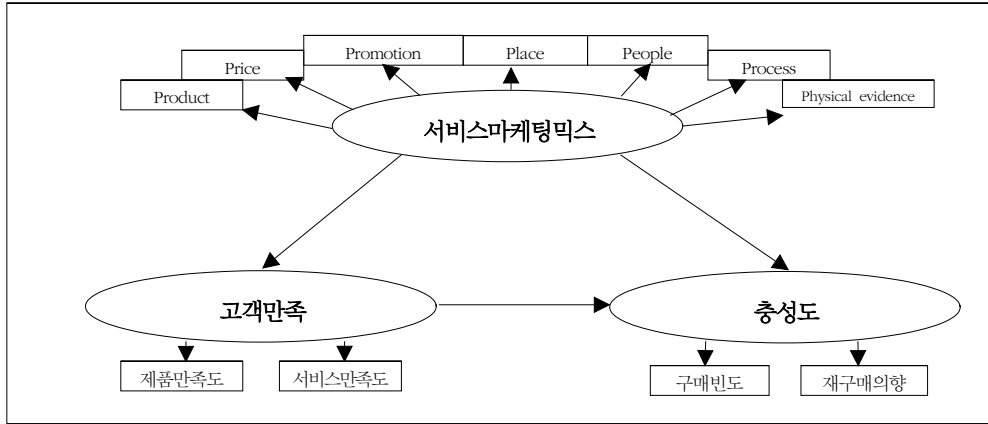 Promotion
Place
People
Price
Process
Product
Physical evidence
서비스마케팅믹스
고객만족
충성도
제품만족도
서비스만족도
구매빈도
재구매의향